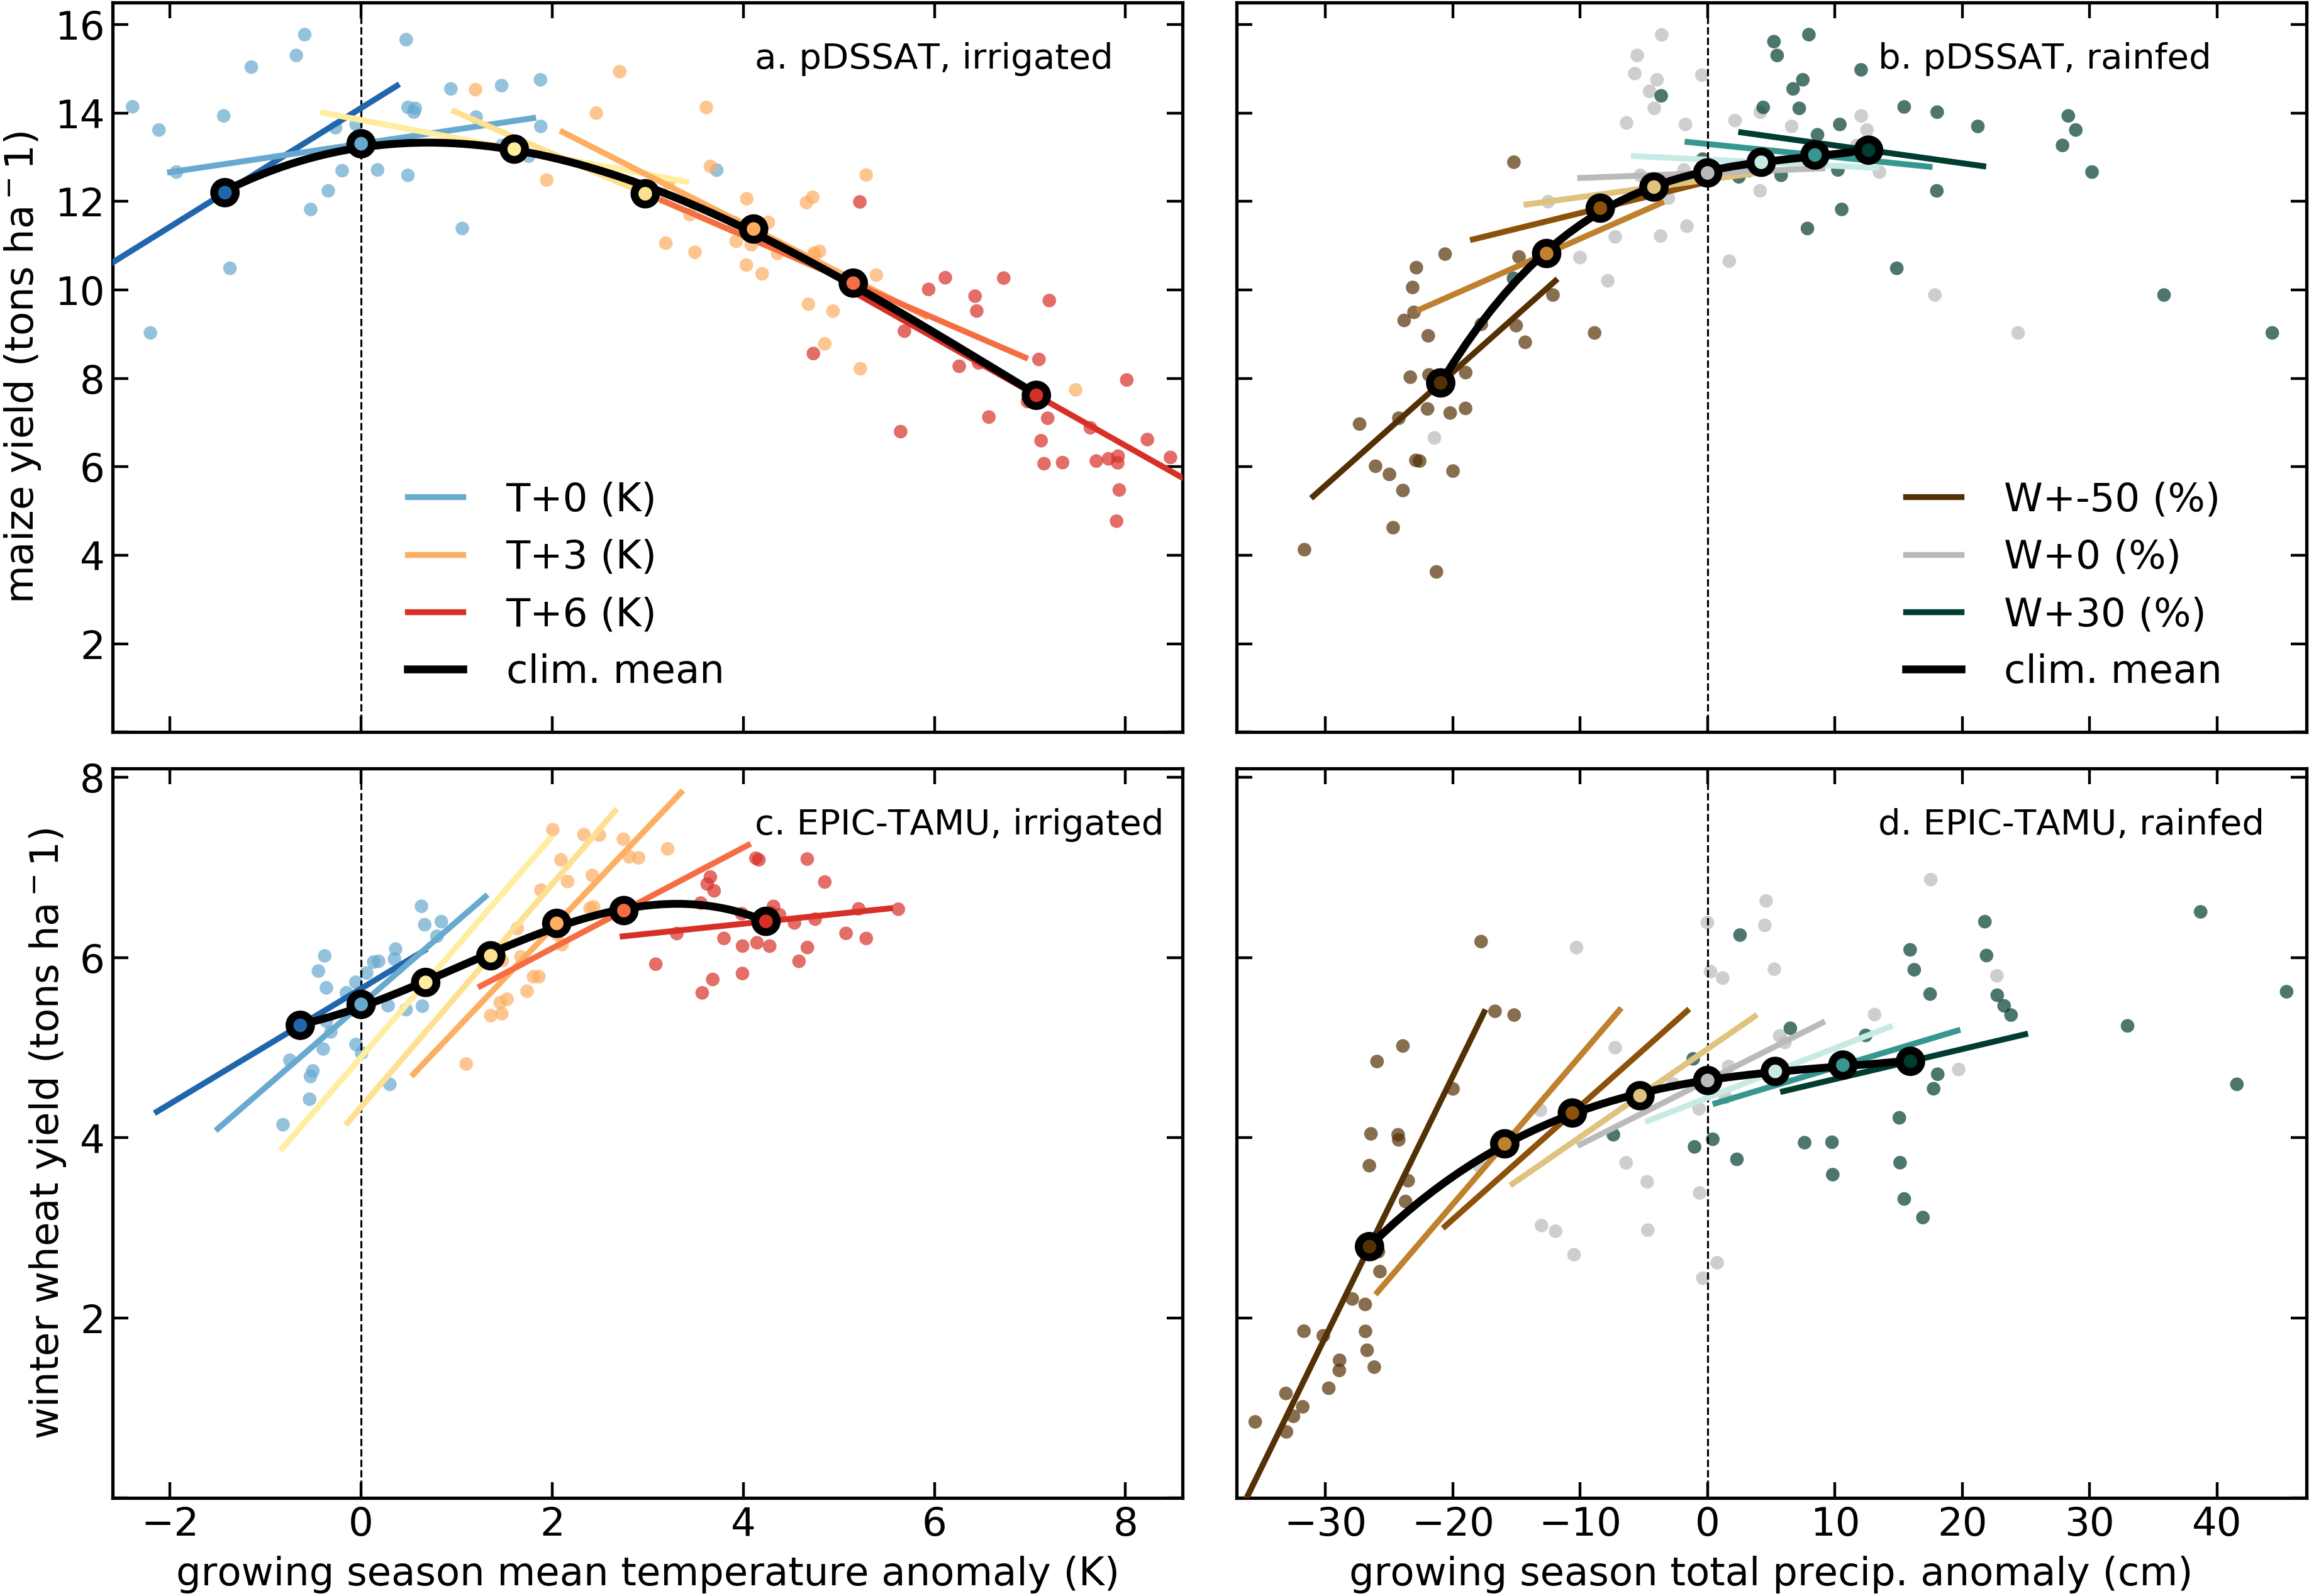 16
14
12
10
8
6
4
2
maize yield (tons ha − 1)
a. pDSSAT, irrigated
T+0 (K)
T+3 (K)
T+6 (K)
clim. mean
b. pDSSAT, rainfed
W+-50 (%)
W+0 (%)
W+30 (%)
clim. mean
8
6
4
2
winter wheat yield (tons ha − 1)
c. EPIC-TAMU, irrigated
−2 0 2 4 6 8
growing season mean temperature anomaly (K)
d. EPIC-TAMU, rainfed
−30 −20 −10 0 10 20 30 40
growing season total precip. anomaly (cm)